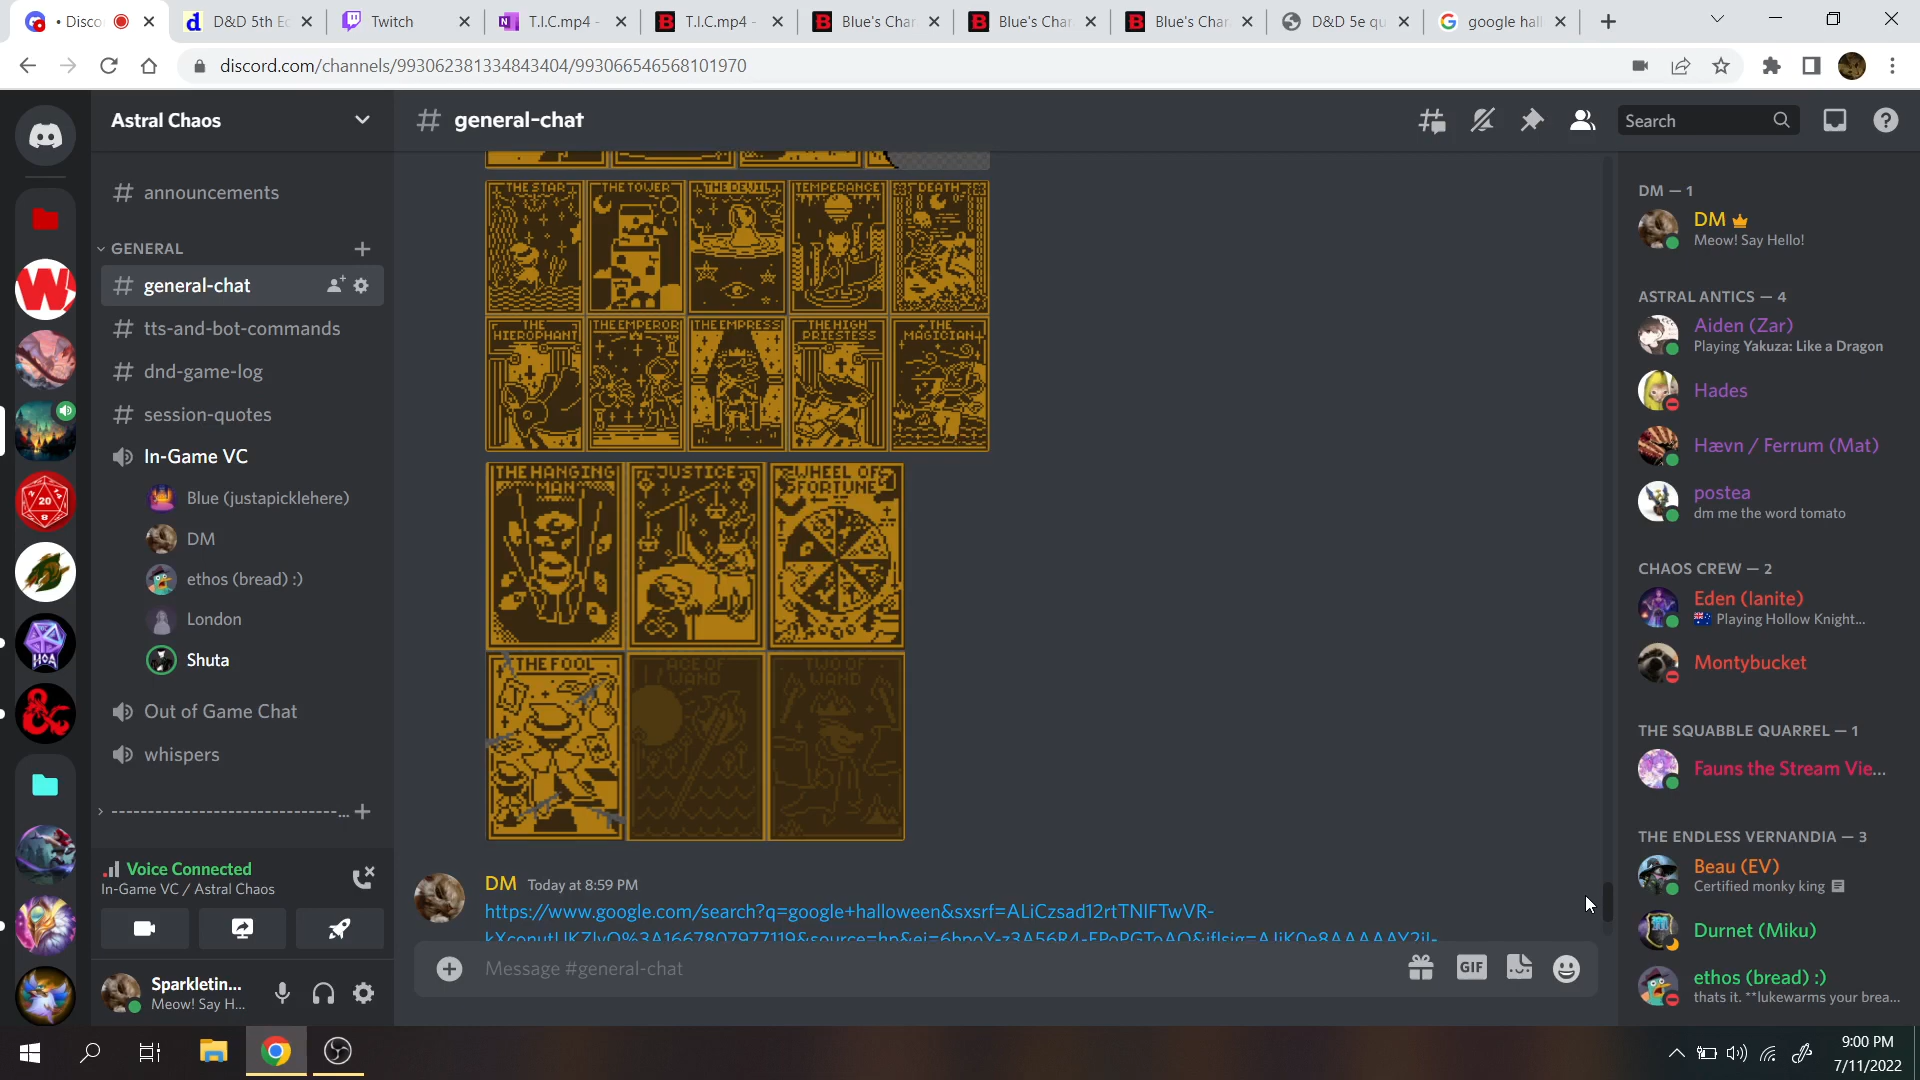 • Disco
D&D 5th E
Twitch
T.I.C.mp4 -
T.I.C.mp4 -
Blue's Char
Blue's Char
Blue's Char
D&D 5e qu
google hall
discord.com/channels/993062381334843404/993066546568101970
Astral Chaos
general-chat
Search
announcements
GENERAL
general-chat
tts-and-bot-commands
dnd-game-log
session-quotes
In-Game VC
Blue (justapicklehere)
DM
ethos (bread) :)
London
Shuta
Out of Game Chat
whispers
Voice Connected
In-Game VC / Astral Chaos
Sparkletin...
Meow! Say H...
THE STAR
THE TOWER
THE DEVIL
TEMPERANCE
DEATH
THE HIEROPHANT
THE EMPEROR
THE EMPRESS
THE HIGH PRIESTESS
THE MAGICIAN
THE HANGING MAN
JUSTICE
WHEEL OF FORTUNE
THE FOOL
ACE OF WAND
TWO OF WAND
DM Today at 8:59 PM
https://www.google.com/search?q=google+halloween&sxsrf=ALiCzsad12rtTNIFTwVR-
Message #general-chat
GIF
DM — 1
DM
Meow! Say Hello!
ASTRAL ANTICS — 4
Aiden (Zar)
Playing Yakuza: Like a Dragon
Hades
Hævn / Ferrum (Mat)
postea
dm me the word tomato
CHAOS CREW — 2
Eden (Ianite)
Playing Hollow Knight...
Montybucket
THE SQUABBLE QUARREL — 1
Fauns the Stream Vie...
THE ENDLESS VERNANDIA — 3
Beau (EV)
Certified monky king
Durnet (Miku)
ethos (bread) :)
thats it. **lukewarms your brea...
9:00 PM
7/11/2022